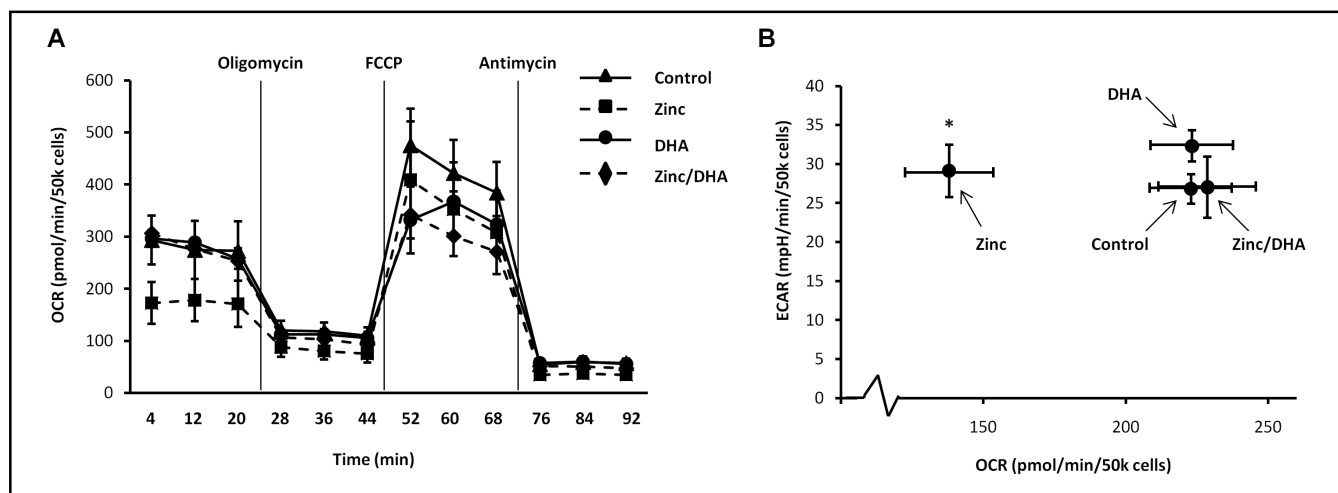 A
Oligomycin FCCP Antimycin
Control
Zinc
DHA
Zinc/DHA
600
500
400
300
200
100
0
OCR (pmol/min/50k cells)
4 12 20 28 36 44 52 60 68 76 84 92
Time (min)
B
40
35
30
25
20
15
10
5
0
ECAR (mpH/min/50k cells)
DHA
*
Zinc
Control
Zinc/DHA
150 200 250
OCR (pmol/min/50k cells)